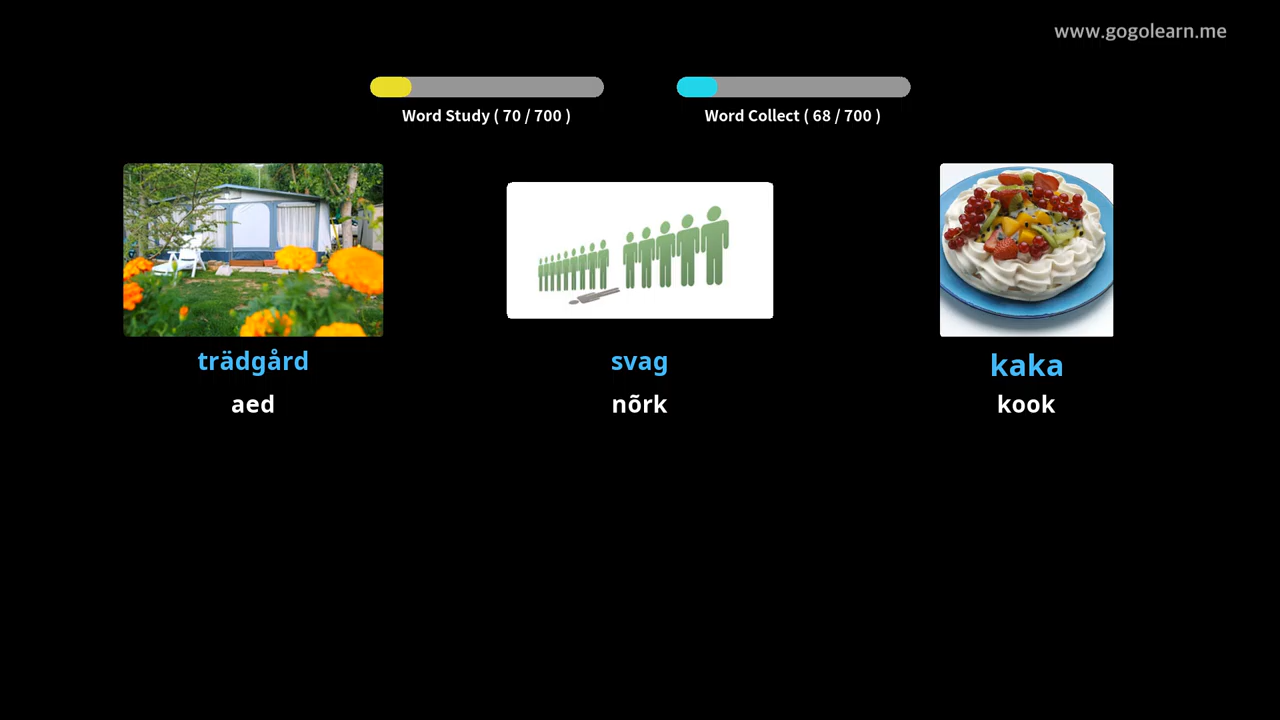 www.gogolearn.me
Word Study ( 70 / 700 )
Word Collect ( 68 / 700 )
trädgård
svag
kaka
aed
nõrk
kook